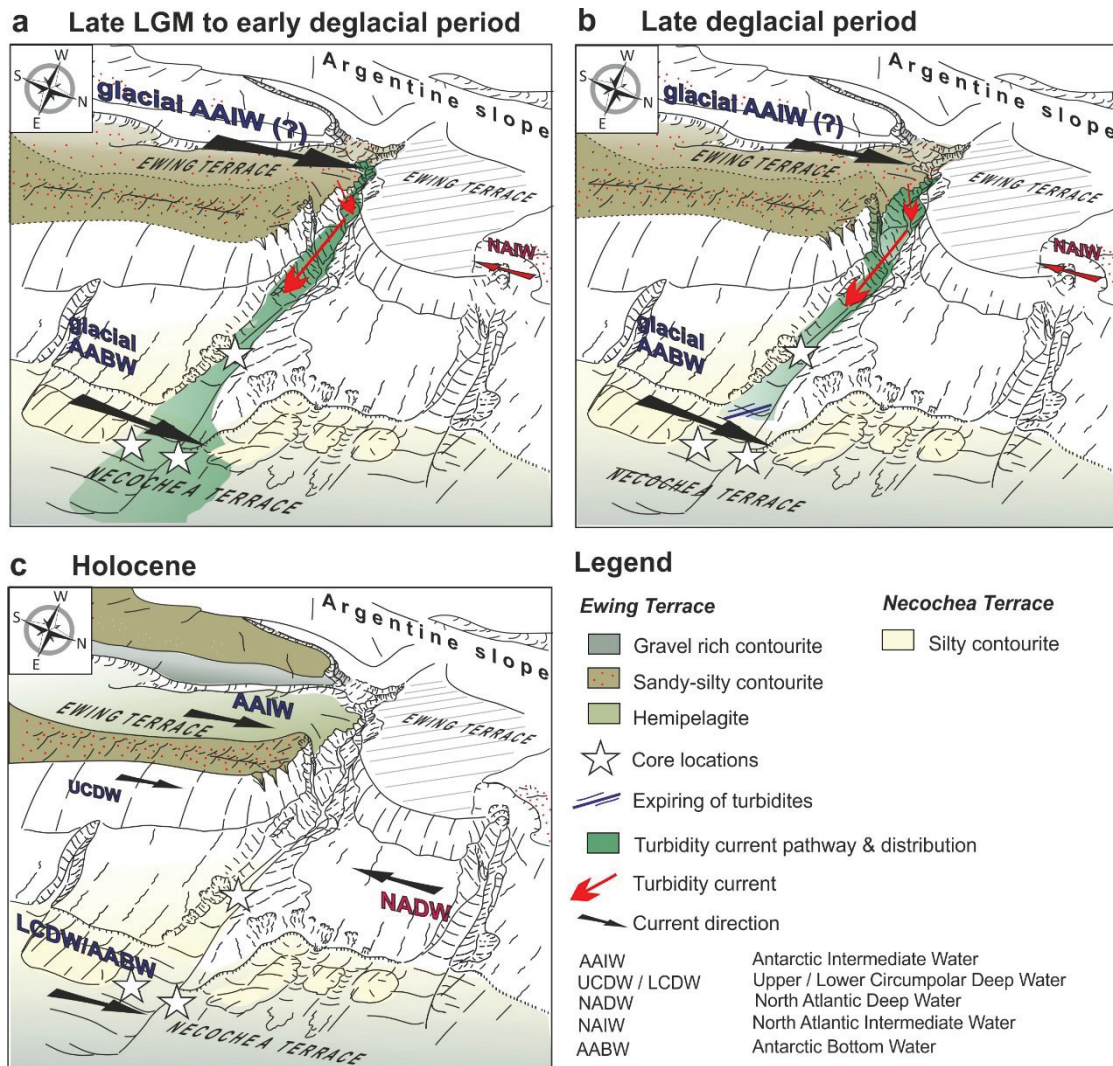 a Late LGM to early deglacial period
W
S
N
E
Argentine slope
glacial AAIW (?)
EWING TERRACE
EWING TERRACE
NAIW
glacial
AABW
NECOCHEA TERRACE
b Late deglacial period
W
S
N
E
Argentine slope
glacial AAIW (?)
EWING TERRACE
EWING TERRACE
NAIW
glacial
AABW
NECOCHEA TERRACE
c Holocene
W
S
N
E
Argentine slope
AAIW
EWING TERRACE
EWING TERRACE
UCDW
NADW
LCDW/AABW
NECOCHEA TERRACE
Legend
Ewing Terrace
Gravel rich contourite
Sandy-silty contourite
Hemipelagite
Core locations
Expiring of turbidites
Turbidity current pathway & distribution
Turbidity current
Current direction
Necochea Terrace
Silty contourite
AAIW Antarctic Intermediate Water
UCDW / LCDW Upper / Lower Circumpolar Deep Water
NADW North Atlantic Deep Water
NAIW North Atlantic Intermediate Water
AABW Antarctic Bottom Water